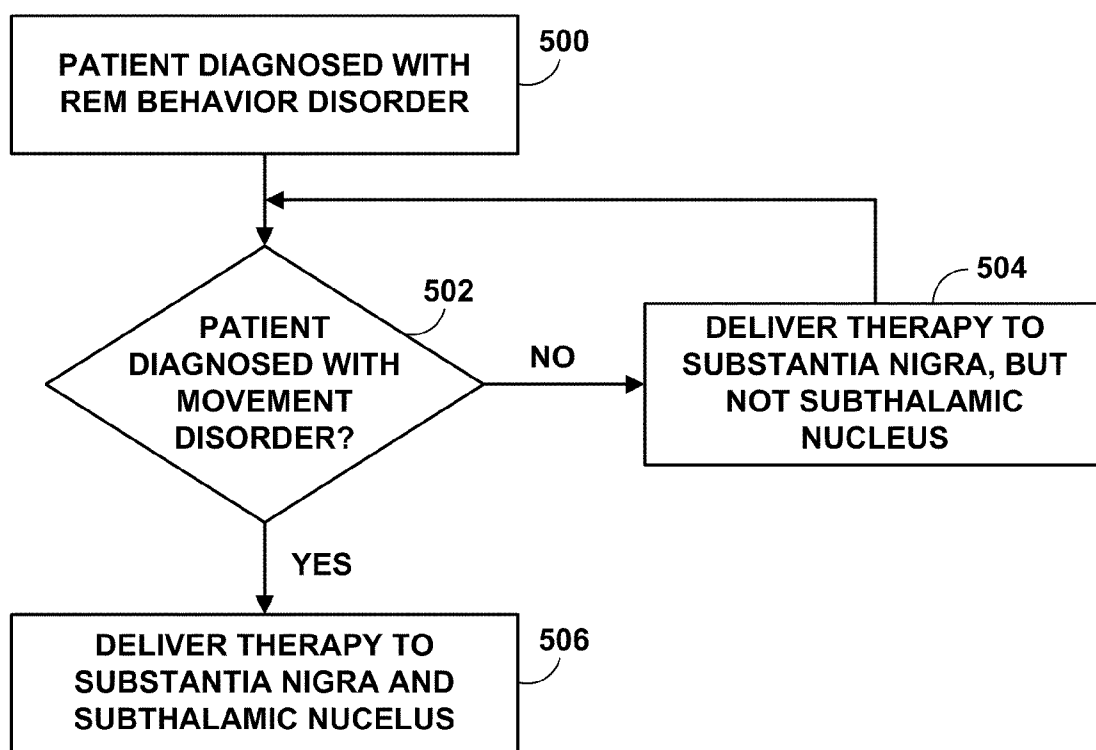 500
PATIENT DIAGNOSED WITH
REM BEHAVIOR DISORDER
502
PATIENT
DIAGNOSED WITH
MOVEMENT
DISORDER?
NO
504
DELIVER THERAPY TO
SUBSTANTIA NIGRA, BUT
NOT SUBTHALAMIC
NUCLEUS
YES
506
DELIVER THERAPY TO
SUBSTANTIA NIGRA AND
SUBTHALAMIC NUCELUS